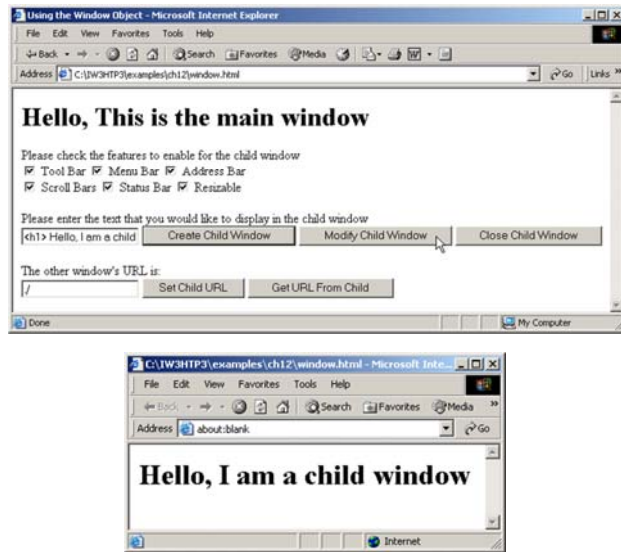 Using the Window Object - Microsoft Internet Explorer
File Edit View Favorites Tools Help
Back Search Favorites Media
Address C:\IW3HTP3\examples\ch12\window.html Go Links »
Hello, This is the main window
Please check the features to enable for the child window
Tool Bar Menu Bar Address Bar
Scroll Bars Status Bar Resizable
Please enter the text that you would like to display in the child window
<h1> Hello, I am a child Create Child Window Modify Child Window Close Child Window
The other window's URL is:
./ Set Child URL Get URL From Child
Done My Computer
C:\IW3HTP3\examples\ch12\window.html - Microsoft Inte...
File Edit View Favorites Tools Help
Back Search Favorites Media »
Address about:blank Go
Hello, I am a child window
Internet